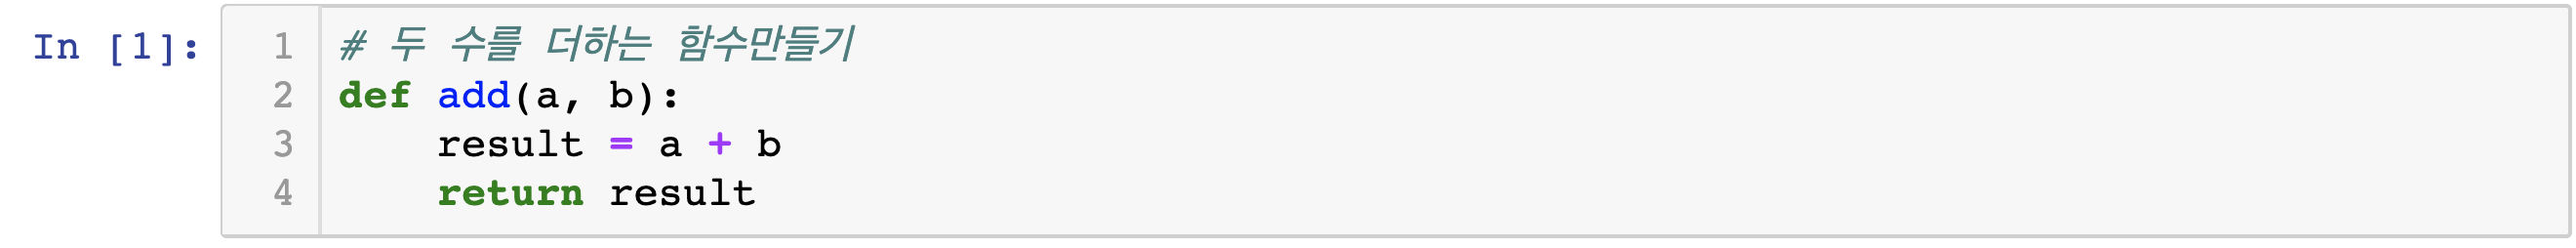 In [1]:
1 # 두 수를 더하는 함수만들기
2 def add(a, b):
3     result = a + b
4     return result